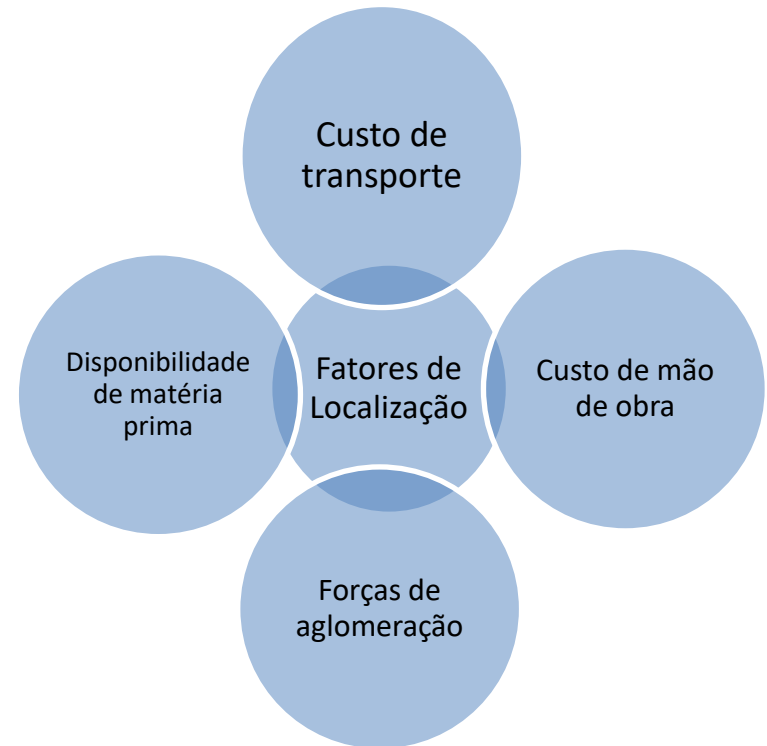 Custo de
transporte
Disponibilidade
de matéria
prima
Fatores de
Localização
Custo de mão
de obra
Forças de
aglomeração